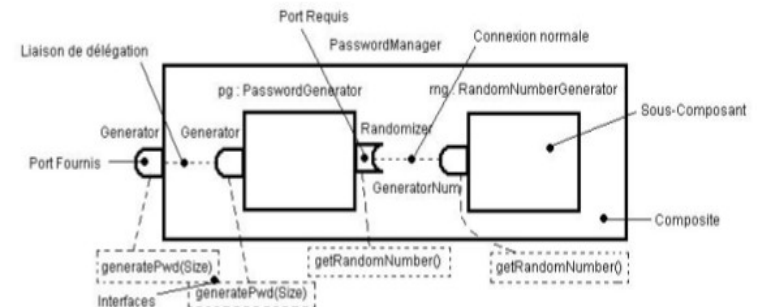 Port Requis
PasswordManager
Connexion normale
Liaison de délégation
pg : PasswordGenerator
rng : RandomNumberGenerator
Sous-Composant
Generator
Generator
Randomizer
Port Fournis
GeneratorNum
Composite
generatePwd(Size)
getRandomNumber()
getRandomNumber()
Interfaces
generatePwd(Size)